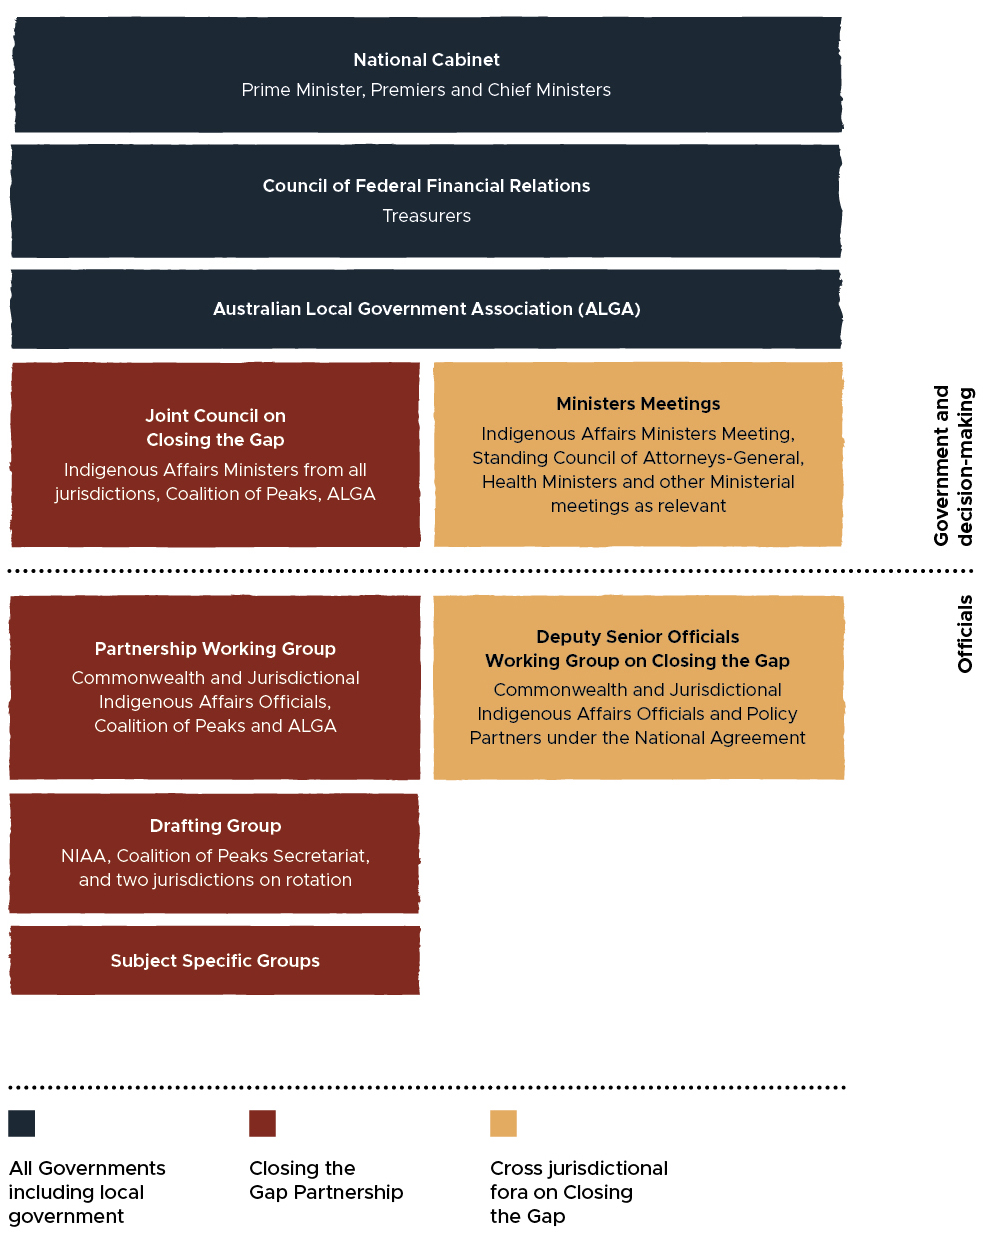 National Cabinet
Prime Minister, Premiers and Chief Ministers
Council of Federal Financial Relations
Treasurers
Australian Local Government Association (ALGA)
Joint Council on
Closing the Gap
Indigenous Affairs Ministers from all
jurisdictions, Coalition of Peaks, ALGA
Ministers Meetings
Indigenous Affairs Ministers Meeting,
Standing Council of Attorneys-General,
Health Ministers and other Ministerial
meetings as relevant
Government and
decision-making
Partnership Working Group
Commonwealth and Jurisdictional
Indigenous Affairs Officials,
Coalition of Peaks and ALGA
Deputy Senior Officials
Working Group on Closing the Gap
Commonwealth and Jurisdictional
Indigenous Affairs Officials and Policy
Partners under the National Agreement
Officials
Drafting Group
NIAA, Coalition of Peaks Secretariat,
and two jurisdictions on rotation
Subject Specific Groups
All Governments
including local
government
Closing the
Gap Partnership
Cross jurisdictional
fora on Closing
the Gap